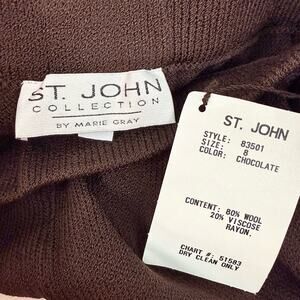 ST. JOHN
COLLECTION
BY MARIE GRAY
ST. JOHN
STYLE: 83501
SIZE: 8
COLOR: CHOCOLATE
CONTENT: 80% WOOL
20% VISCOSE
RAYON.
CHART #: 51583
DRY CLEAN ONLY